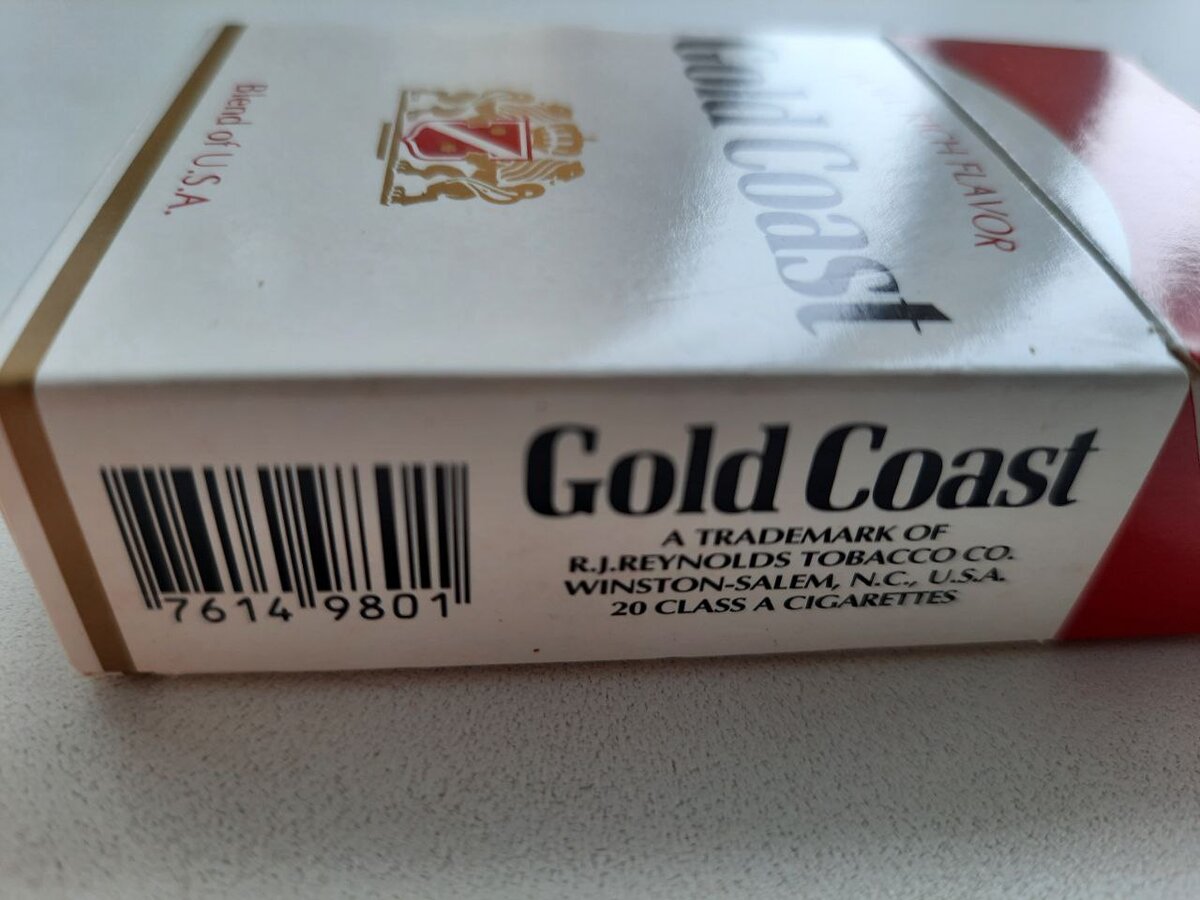 Blend of U.S.A.
Gold Coast
RICH FLAVOR
7614 9801
Gold Coast
A TRADEMARK OF
R.J.REYNOLDS TOBACCO CO.
WINSTON-SALEM, N.C., U.S.A.
20 CLASS A CIGARETTES